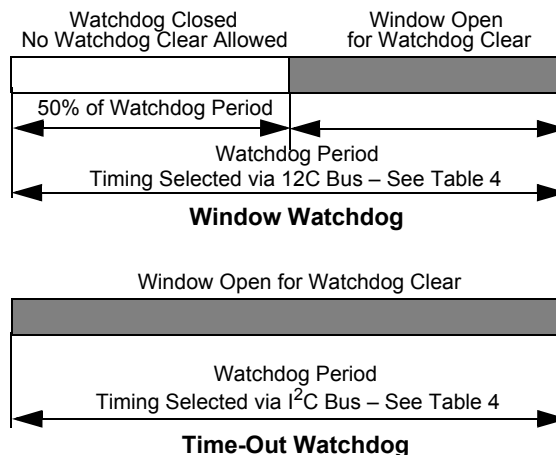 Watchdog Closed
No Watchdog Clear Allowed
Window Open
for Watchdog Clear
50% of Watchdog Period
Watchdog Period
Timing Selected via 12C Bus – See Table 4
Window Watchdog
Window Open for Watchdog Clear
Watchdog Period
Timing Selected via I²C Bus – See Table 4
Time-Out Watchdog